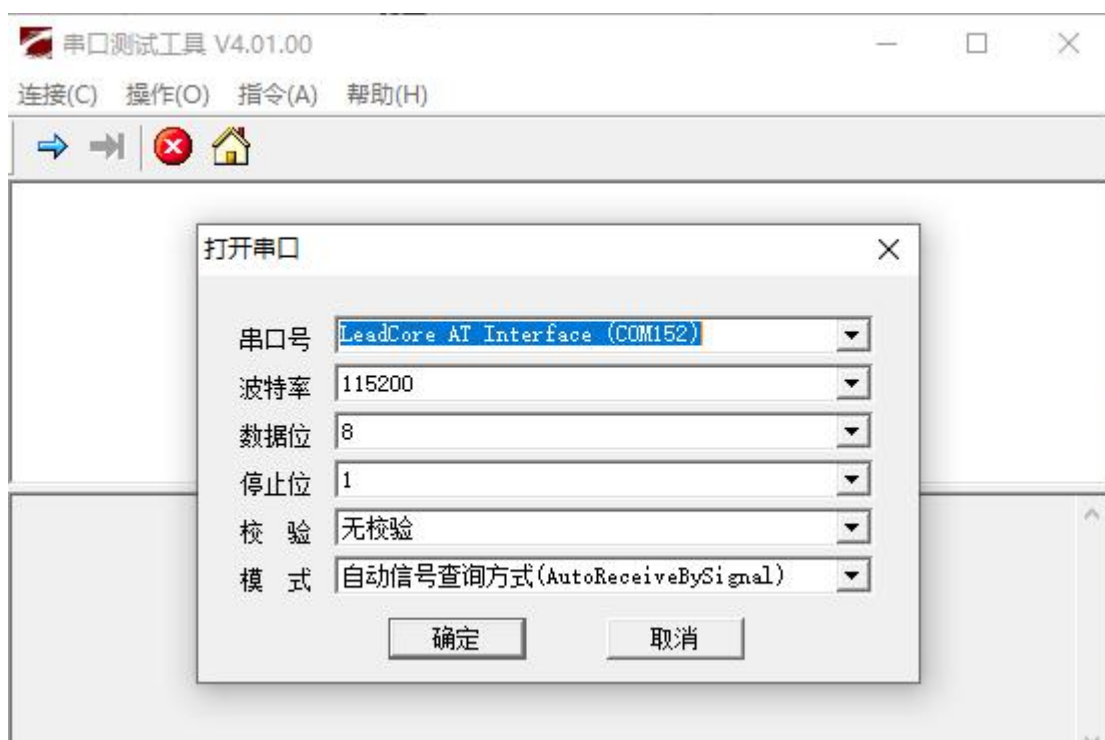 串口测试工具 V4.01.00
连接(C) 操作(O) 指令(A) 帮助(H)
打开串口
串口号 LeadCore AT Interface (COM152)
波特率 115200
数据位 8
停止位 1
校 验 无校验
模 式 自动信号查询方式(AutoReceiveBySignal)
确定 取消